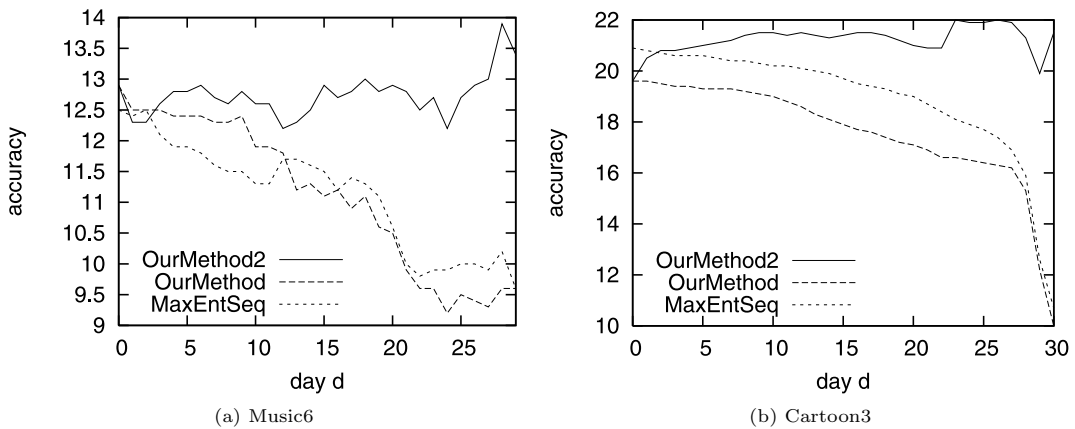 14
13.5
13
12.5
12
11.5
11
10.5
10
9.5
9
accuracy
OurMethod2
OurMethod
MaxEntSeq
0 5 10 15 20 25
day d
(a) Music6
22
20
18
16
14
12
10
accuracy
OurMethod2
OurMethod
MaxEntSeq
0 5 10 15 20 25 30
day d
(b) Cartoon3